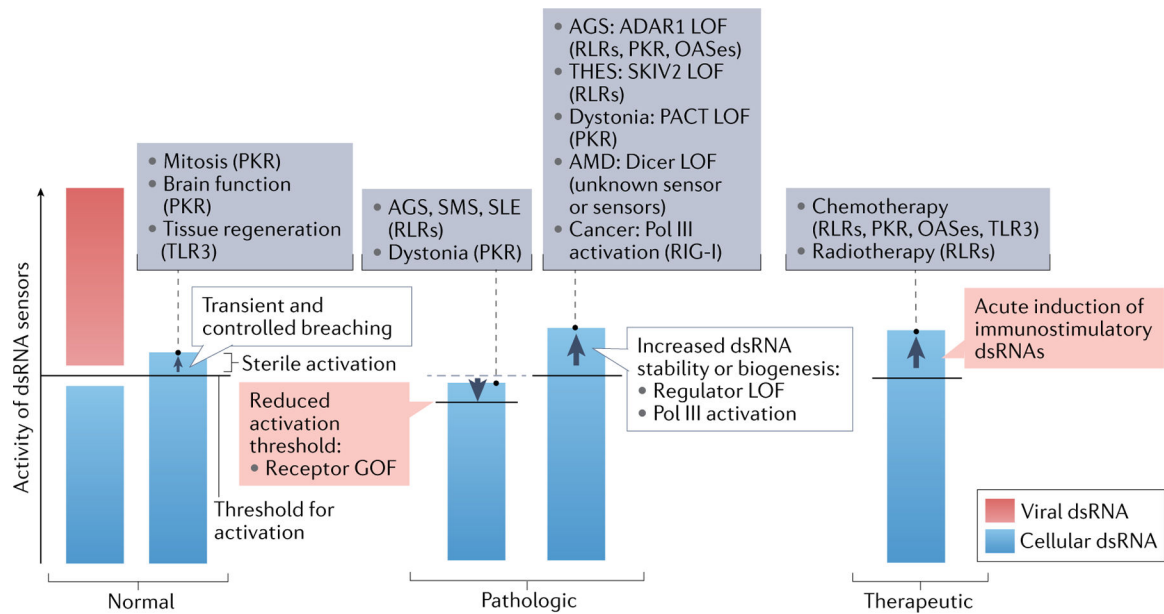 Activity of dsRNA sensors
• Mitosis (PKR)
• Brain function
(PKR)
• Tissue regeneration
(TLR3)
Transient and
controlled breaching
Sterile activation
Threshold for
activation
Normal
• AGS, SMS, SLE
(RLRs)
• Dystonia (PKR)
Reduced
activation
threshold:
• Receptor GOF
• AGS: ADAR1 LOF
(RLRs, PKR, OASes)
• THES: SKIV2 LOF
(RLRs)
• Dystonia: PACT LOF
(PKR)
• AMD: Dicer LOF
(unknown sensor
or sensors)
• Cancer: Pol III
activation (RIG-I)
Increased dsRNA
stability or biogenesis:
• Regulator LOF
• Pol III activation
Pathologic
• Chemotherapy
(RLRs, PKR, OASes, TLR3)
• Radiotherapy (RLRs)
Acute induction of
immunostimulatory
dsRNAs
Therapeutic
Viral dsRNA
Cellular dsRNA